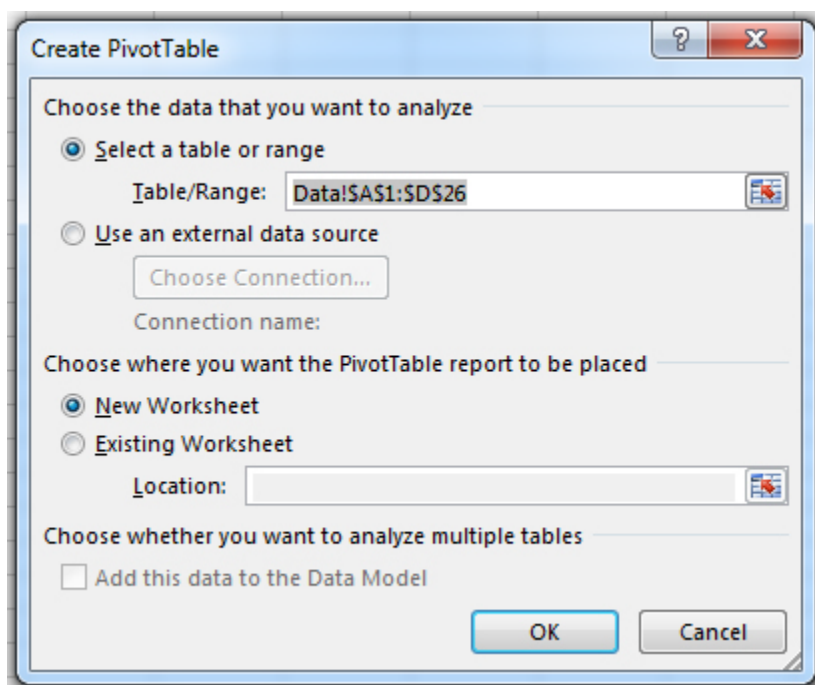 Create PivotTable
?
Choose the data that you want to analyze
Select a table or range
Table/Range: Data!$A$1:$D$26
Use an external data source
Choose Connection...
Connection name:
Choose where you want the PivotTable report to be placed
New Worksheet
Existing Worksheet
Location:
Choose whether you want to analyze multiple tables
Add this data to the Data Model
OK Cancel